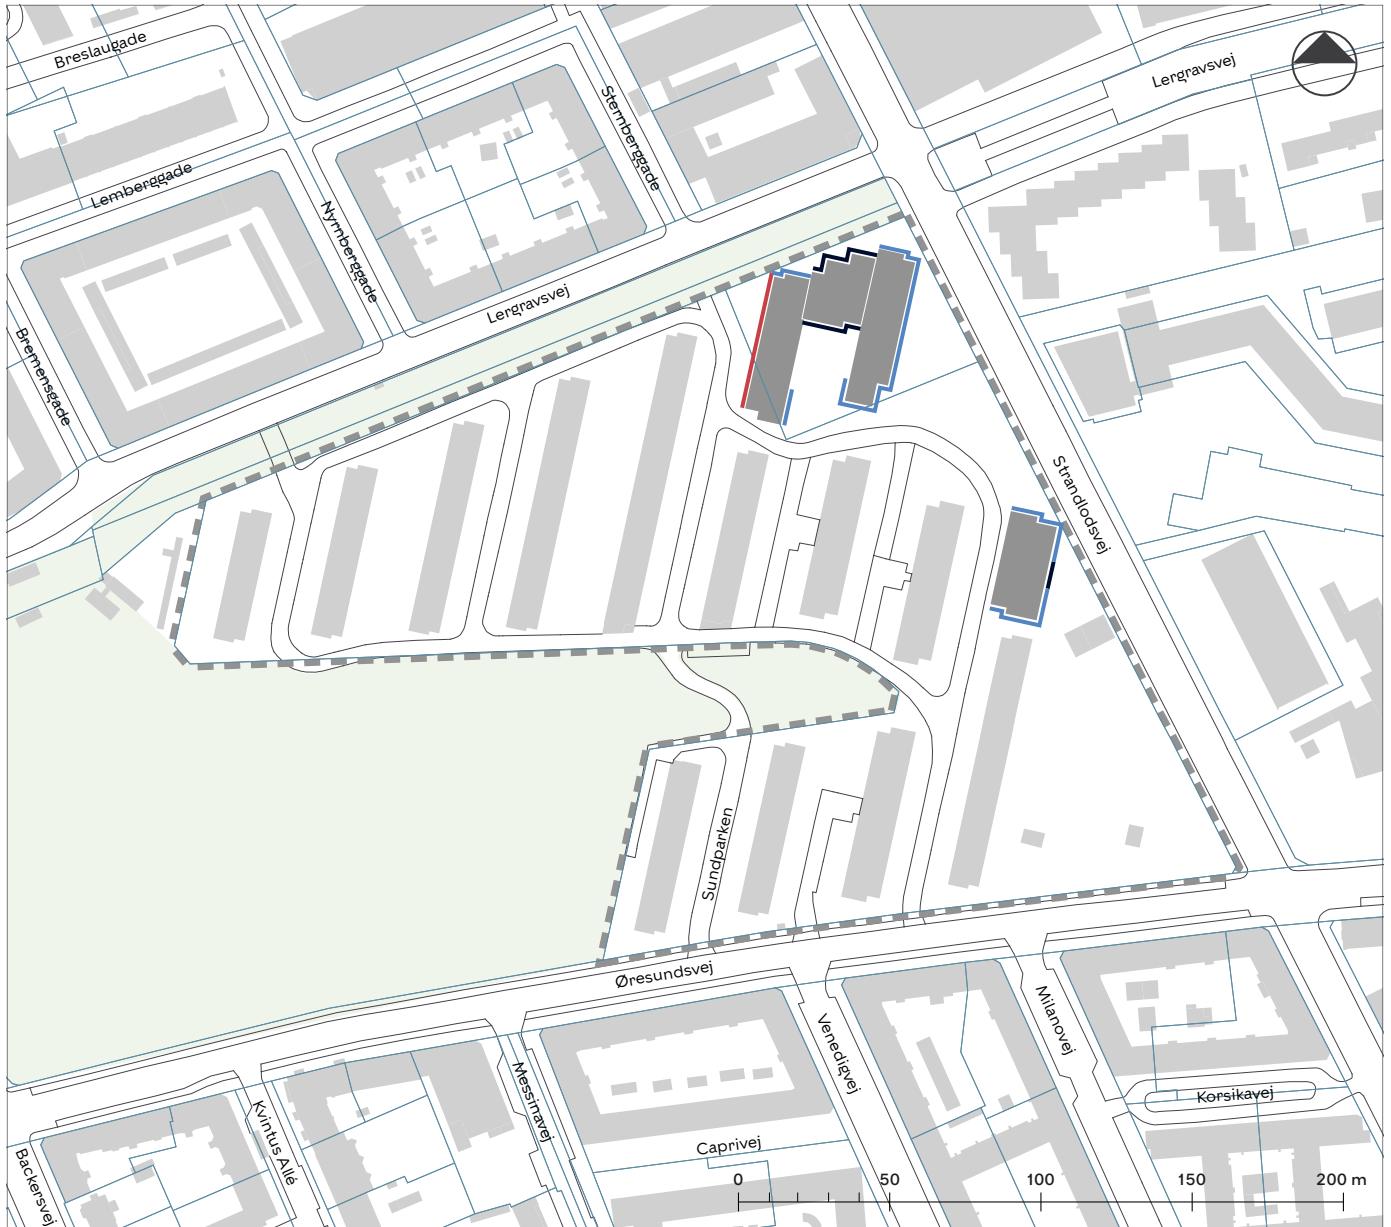 Breslaugade
Lergravsvej
Sternberggade
Lemberggade
Nyrnberggade
Lergravsvej
Bremensgade
Strandlodsvej
Sundparken
Øresundsvej
Milanovej
Venedigvej
Messinavej
Korsikavej
Kvintus Allé
Caprivej
Backersvej
0 50 100 150 200 m